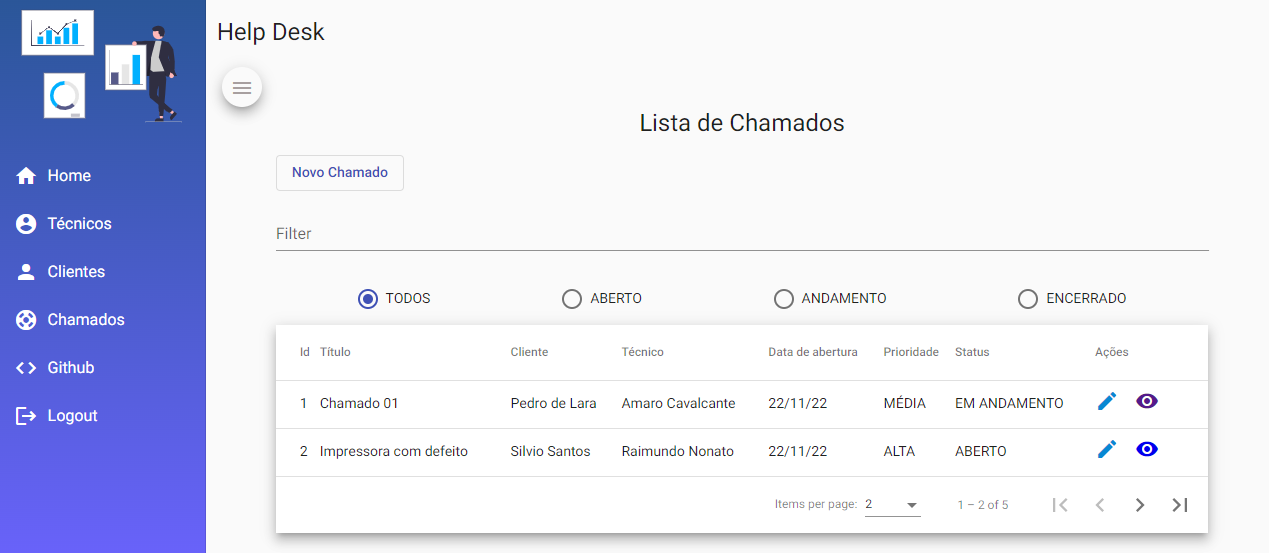 Help Desk
Home
Técnicos
Clientes
Chamados
Github
Logout
Lista de Chamados
Novo Chamado
Filter
TODOS ABERTO ANDAMENTO ENCERRADO
Id Título Cliente Técnico Data de abertura Prioridade Status Ações
1 Chamado 01 Pedro de Lara Amaro Cavalcante 22/11/22 MÉDIA EM ANDAMENTO
2 Impressora com defeito Silvio Santos Raimundo Nonato 22/11/22 ALTA ABERTO
Items per page: 2 1 – 2 of 5